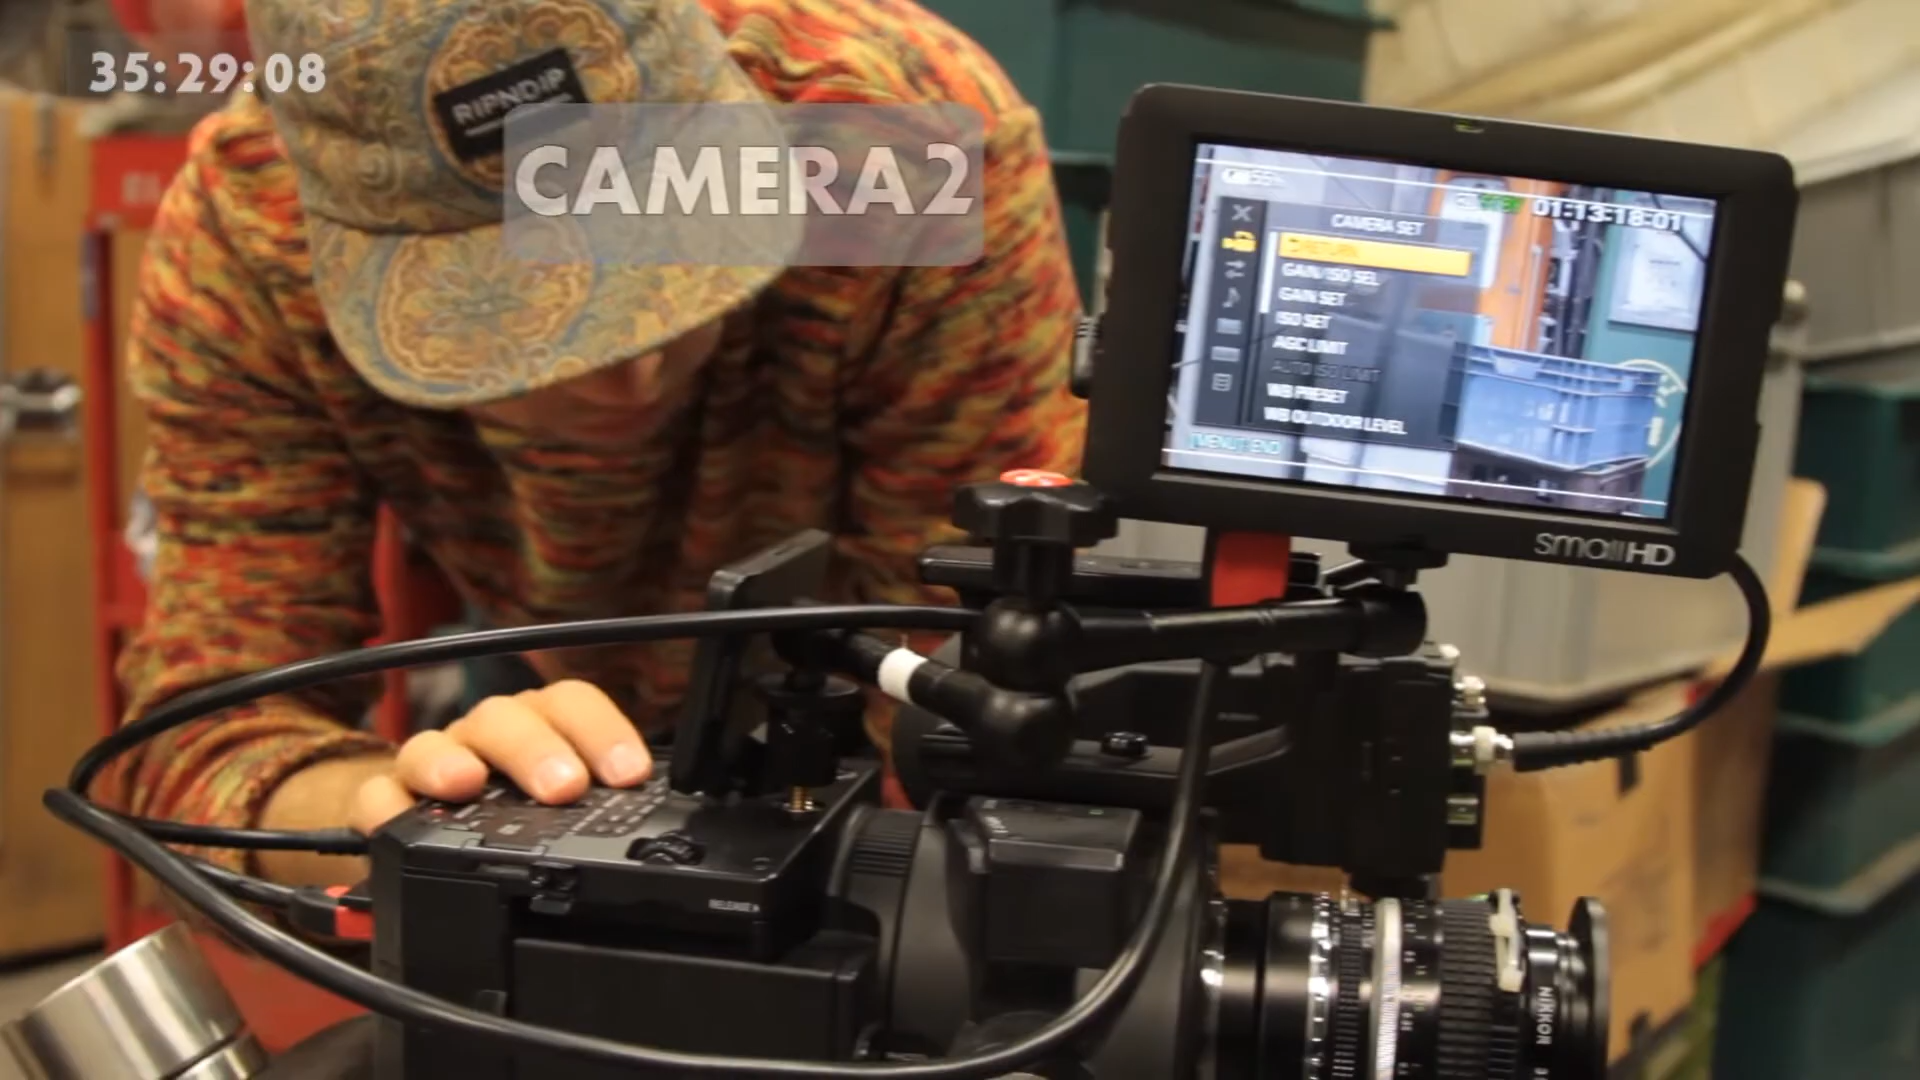 35:29:08
RIPNDIP
CAMERA2
55%
01:13:18:01
CAMERA SET
RETURN
GAIN/ISO SEL
GAIN SET
ISO SET
AGC LIMIT
AUTO ISO LIMIT
WB PRESET
WB OUTDOOR LEVEL
[MENU]: END
smallHD
RELEASE
NIKKOR